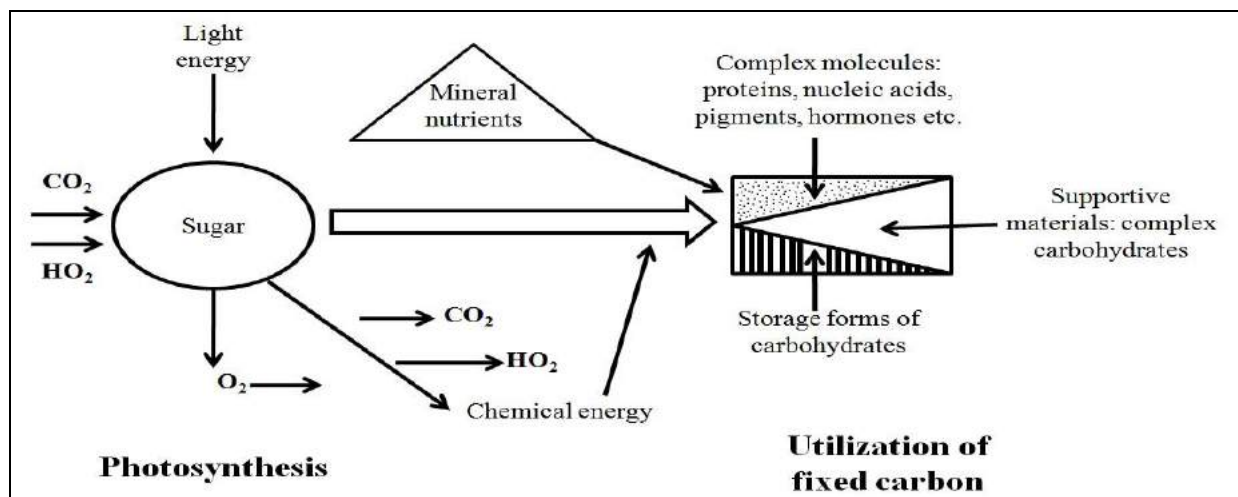 Light
energy
Mineral
nutrients
Complex molecules:
proteins, nucleic acids,
pigments, hormones etc.
CO₂
HO₂
Sugar
Supportive
materials: complex
carbohydrates
CO₂
HO₂
O₂
Chemical energy
Storage forms of
carbohydrates
Photosynthesis
Utilization of
fixed carbon